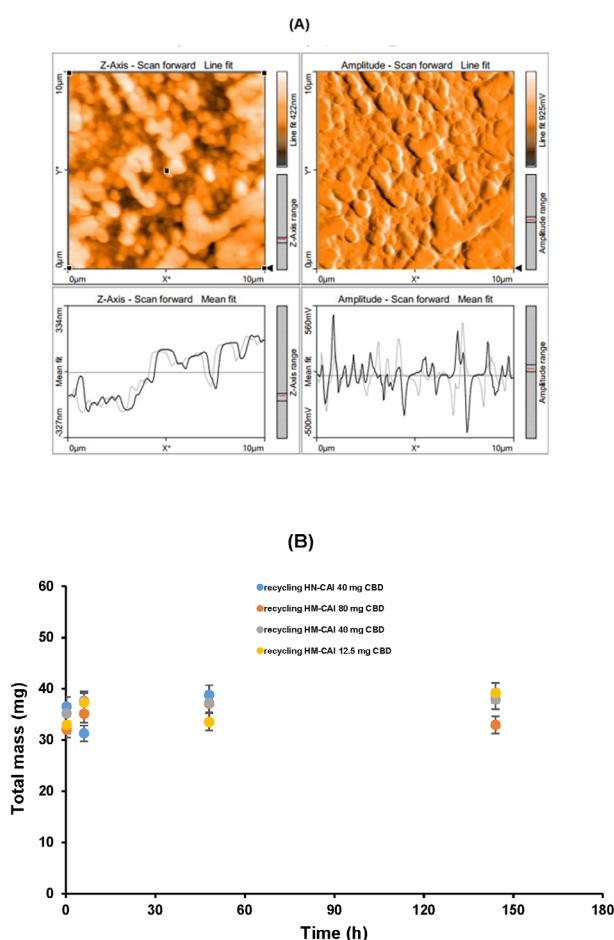 (A)
Z-Axis - Scan forward Line fit
Amplitude - Scan forward Line fit
10µm
Y*
0µm
0µm
X*
10µm
Line fit 422nm
Z-Axis range
10µm
Y*
0µm
0µm
X*
10µm
Line fit 925mV
Amplitude range
Z-Axis - Scan forward Mean fit
Amplitude - Scan forward Mean fit
334nm
Mean fit
-327nm
0µm
X*
10µm
Z-Axis range
560mV
Mean fit
-500mV
0µm
X*
10µm
Amplitude range
(B)
recycling HN-CAI 40 mg CBD
recycling HM-CAI 80 mg CBD
recycling HM-CAI 40 mg CBD
recycling HM-CAI 12.5 mg CBD
Total mass (mg)
60
50
40
30
20
10
0
0
30
60
90
120
150
180
Time (h)